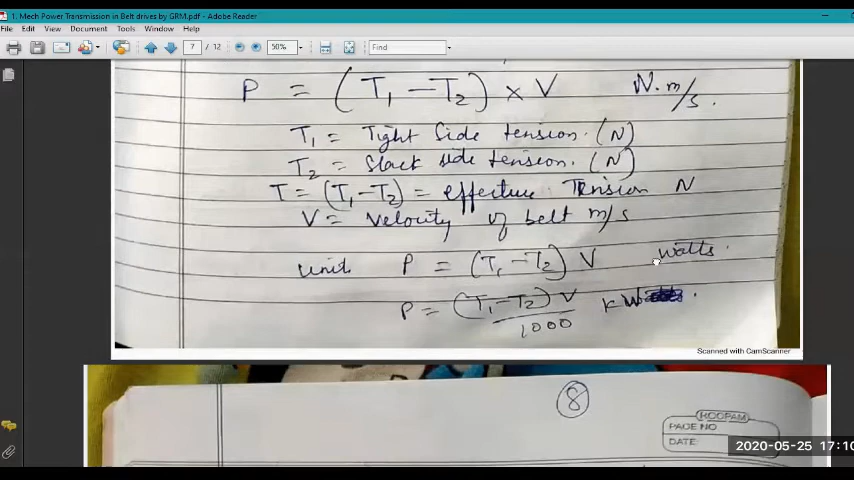 1. Mech Power Transmission in Belt drives by GRM.pdf - Adobe Reader
File Edit View Document Tools Window Help
7 / 12 50% Find
P = (T₁ - T₂) × V N.m/s.
T₁ = Tight Side tension. (N)
T₂ = Slack side tension. (N)
T = (T₁ - T₂) = effective Tension N
V = velocity of belt m/s
unit P = (T₁ - T₂) V watts.
P = (T₁ - T₂) V / 1000 kW.
Scanned with CamScanner
8
ROOPAM
PAGE NO
DATE:
2020-05-25 17:10